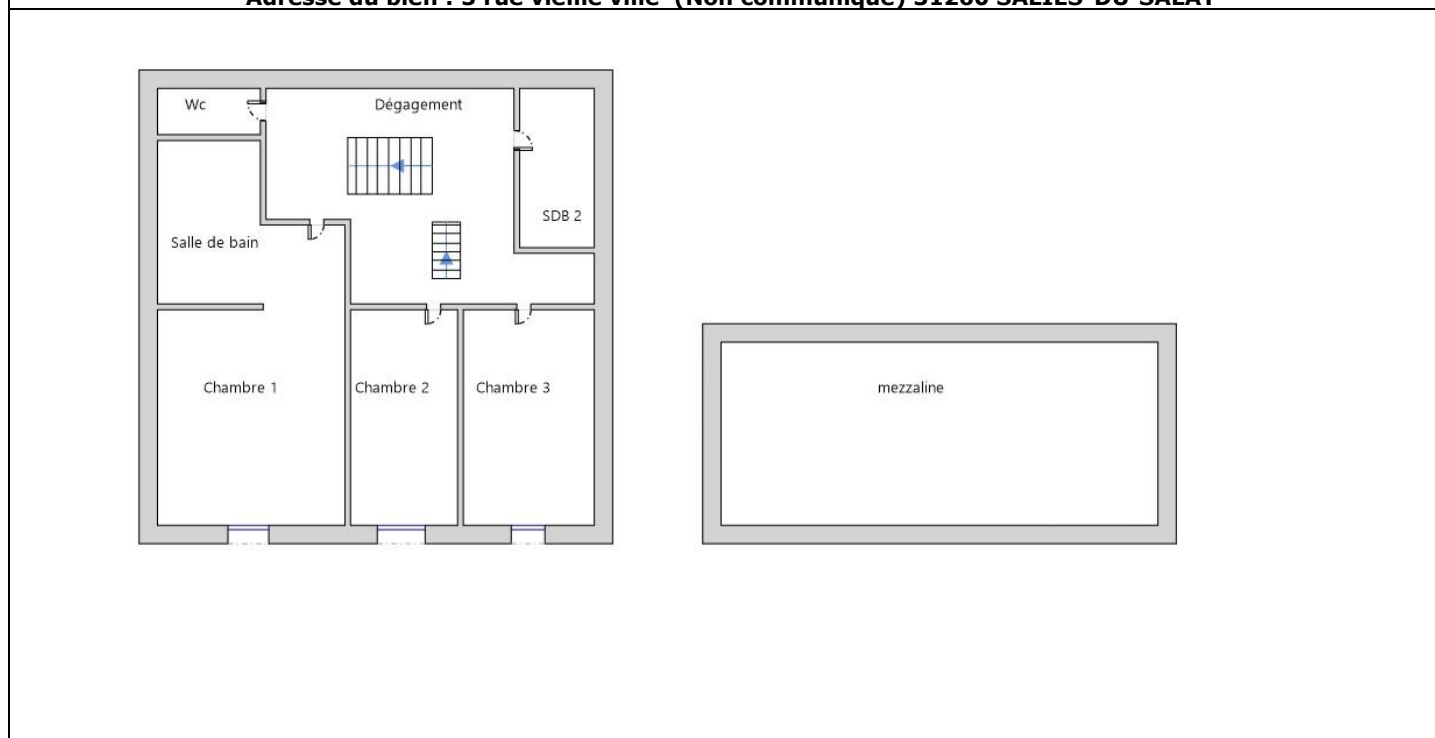 Adresse du bien : 5 rue vieille ville (Non communiqué) 31260 SALIES-DU-SALAT
Wc
Dégagement
SDB 2
Salle de bain
Chambre 1
Chambre 2
Chambre 3
mezzaline